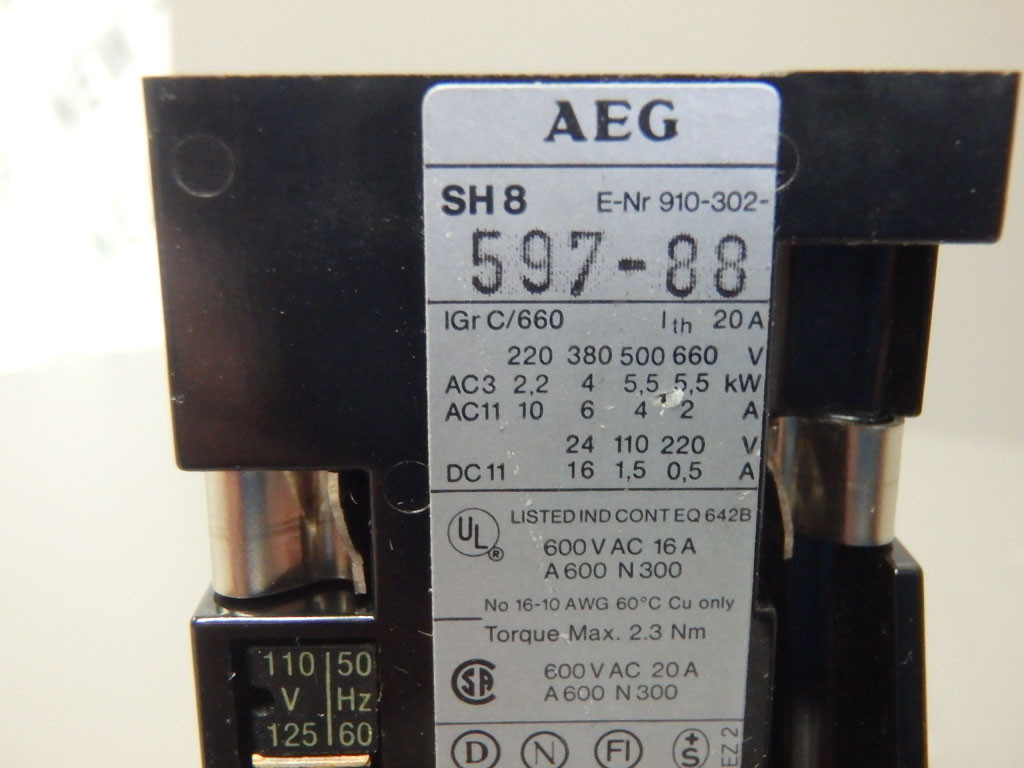 AEG
SH 8 E-Nr 910-302-
597-88
IGr C/660 Ith 20 A
220 380 500 660 V
AC3 2,2 4 5,5 5,5 kW
AC11 10 6 4 2 A
24 110 220 V
DC11 16 1,5 0,5 A
UL ® LISTED IND CONT EQ 642B
600 V AC 16 A
A 600 N 300
No 16-10 AWG 60°C Cu only
Torque Max. 2.3 Nm
SA 600 V AC 20 A
A 600 N 300
D N FI +S EZ 2
110 50
V Hz
125 60